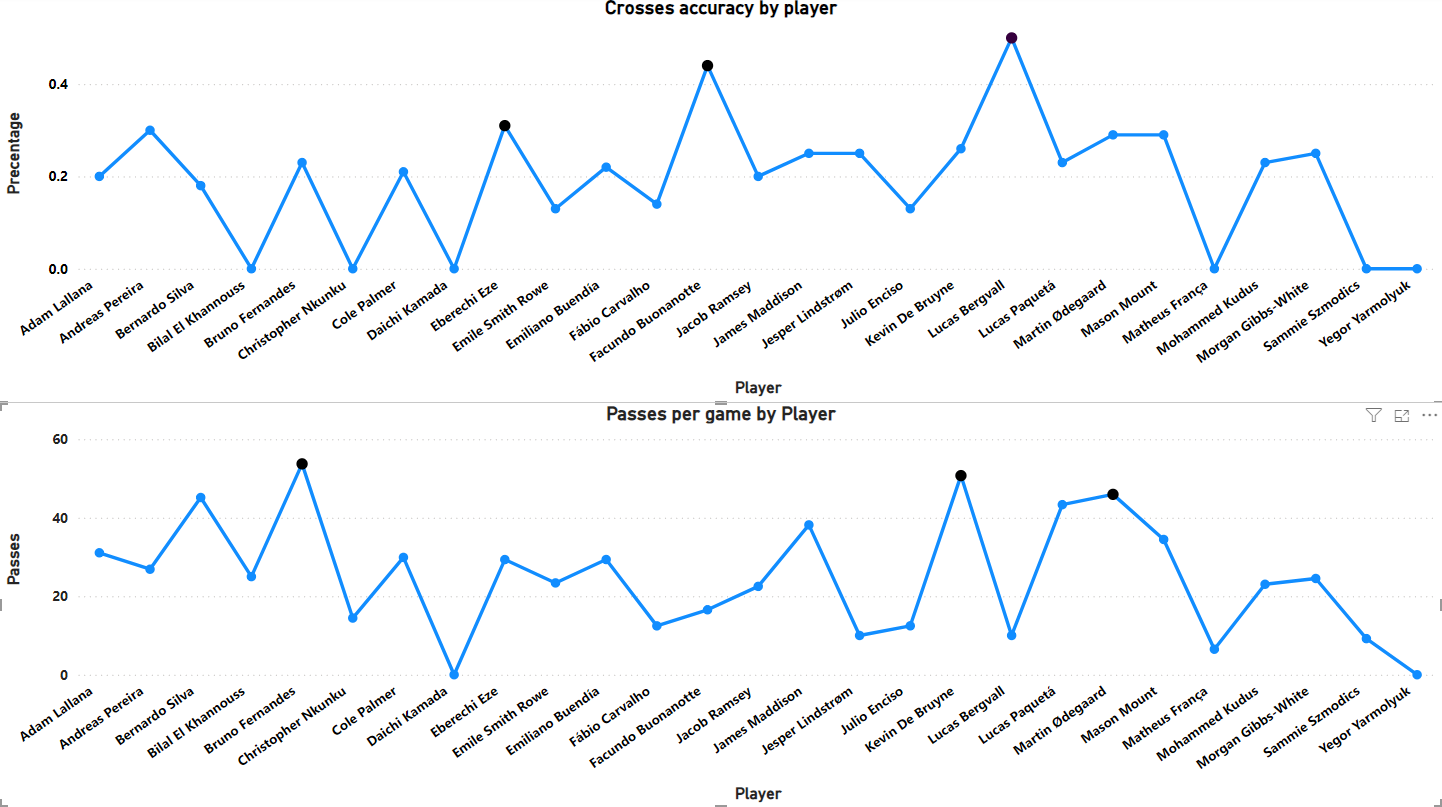 Crosses accuracy by player
Precentage
0.4
0.2
0.0
Adam Lallana
Andreas Pereira
Bernardo Silva
Bilal El Khannouss
Bruno Fernandes
Christopher Nkunku
Cole Palmer
Daichi Kamada
Eberechi Eze
Emile Smith Rowe
Emiliano Buendía
Fábio Carvalho
Facundo Buonanotte
Jacob Ramsey
James Maddison
Jesper Lindstrøm
Julio Enciso
Kevin De Bruyne
Lucas Bergvall
Lucas Paquetá
Martin Ødegaard
Mason Mount
Matheus França
Mohammed Kudus
Morgan Gibbs-White
Sammie Szmodics
Yegor Yarmolyuk
Player
Passes per game by Player
Passes
60
40
20
0
Adam Lallana
Andreas Pereira
Bernardo Silva
Bilal El Khannouss
Bruno Fernandes
Christopher Nkunku
Cole Palmer
Daichi Kamada
Eberechi Eze
Emile Smith Rowe
Emiliano Buendía
Fábio Carvalho
Facundo Buonanotte
Jacob Ramsey
James Maddison
Jesper Lindstrøm
Julio Enciso
Kevin De Bruyne
Lucas Bergvall
Lucas Paquetá
Martin Ødegaard
Mason Mount
Matheus França
Mohammed Kudus
Morgan Gibbs-White
Sammie Szmodics
Yegor Yarmolyuk
Player